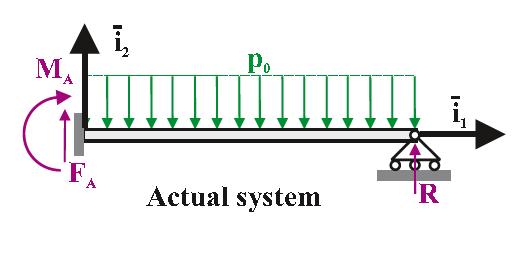 ī₂
p₀
M_A
ī₁
F_A
R
Actual system